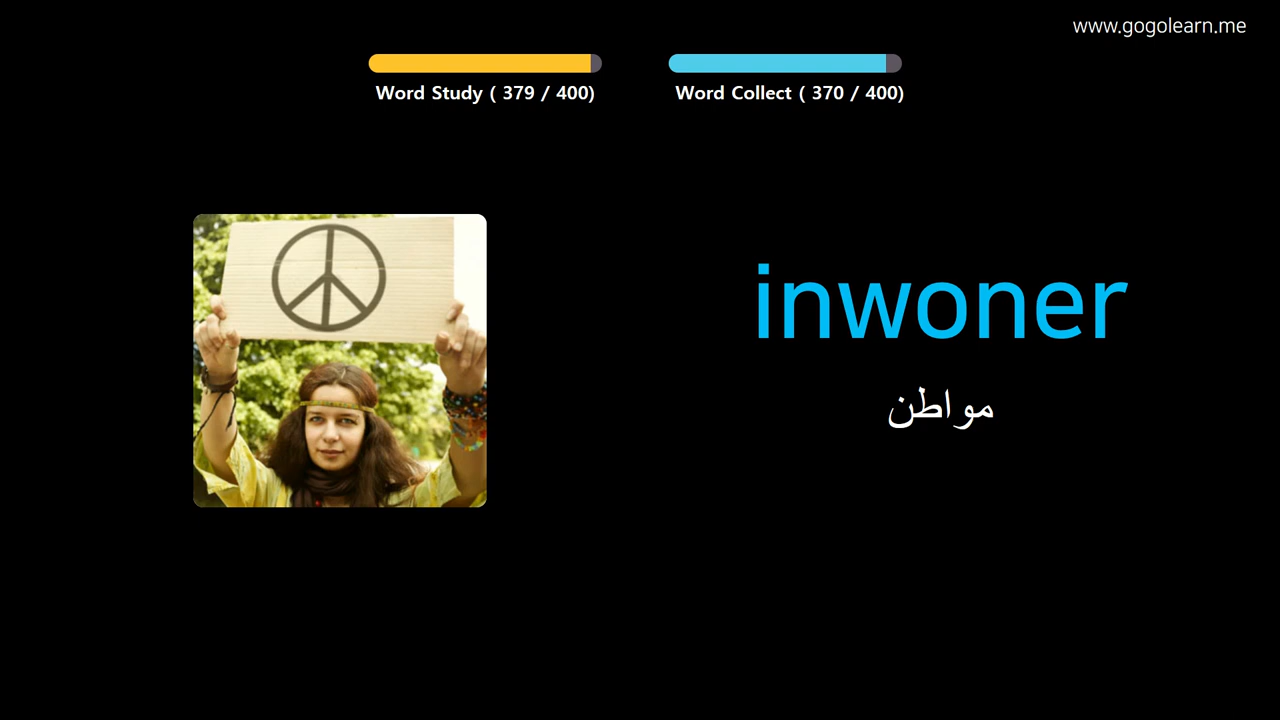 www.gogolearn.me
Word Study ( 379 / 400)
Word Collect ( 370 / 400)
inwoner
مواطن